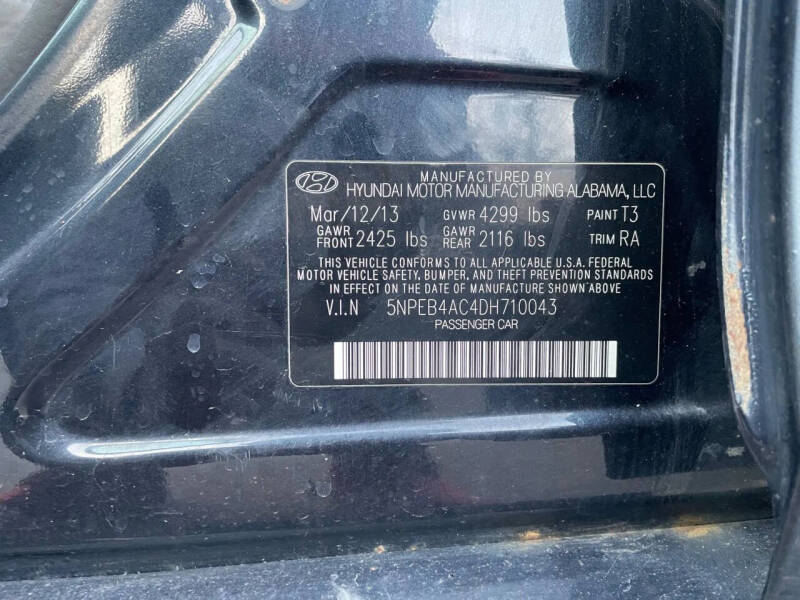 MANUFACTURED BY
HYUNDAI MOTOR MANUFACTURING ALABAMA, LLC
Mar/12/13 GVWR 4299 lbs PAINT T3
GAWR FRONT 2425 lbs GAWR REAR 2116 lbs TRIM RA
THIS VEHICLE CONFORMS TO ALL APPLICABLE U.S.A. FEDERAL
MOTOR VEHICLE SAFETY, BUMPER, AND THEFT PREVENTION STANDARDS
IN EFFECT ON THE DATE OF MANUFACTURE SHOWN ABOVE.
V.I.N 5NPEB4AC4DH710043
PASSENGER CAR